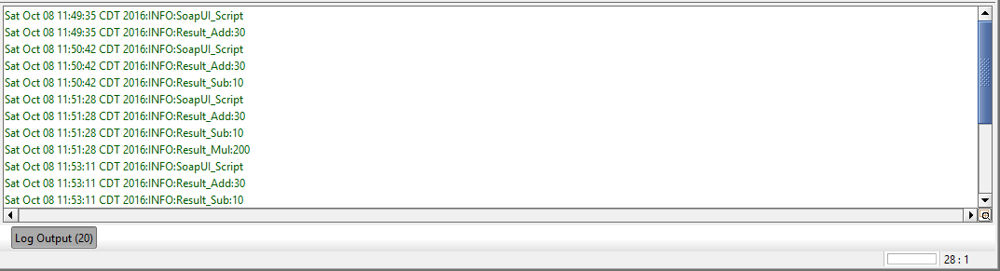 Sat Oct 08 11:49:35 CDT 2016:INFO:SoapUI_Script
Sat Oct 08 11:49:35 CDT 2016:INFO:Result_Add:30
Sat Oct 08 11:50:42 CDT 2016:INFO:SoapUI_Script
Sat Oct 08 11:50:42 CDT 2016:INFO:Result_Add:30
Sat Oct 08 11:50:42 CDT 2016:INFO:Result_Sub:10
Sat Oct 08 11:51:28 CDT 2016:INFO:SoapUI_Script
Sat Oct 08 11:51:28 CDT 2016:INFO:Result_Add:30
Sat Oct 08 11:51:28 CDT 2016:INFO:Result_Sub:10
Sat Oct 08 11:51:28 CDT 2016:INFO:Result_Mul:200
Sat Oct 08 11:53:11 CDT 2016:INFO:SoapUI_Script
Sat Oct 08 11:53:11 CDT 2016:INFO:Result_Add:30
Sat Oct 08 11:53:11 CDT 2016:INFO:Result_Sub:10
Log Output (20)
28 : 1